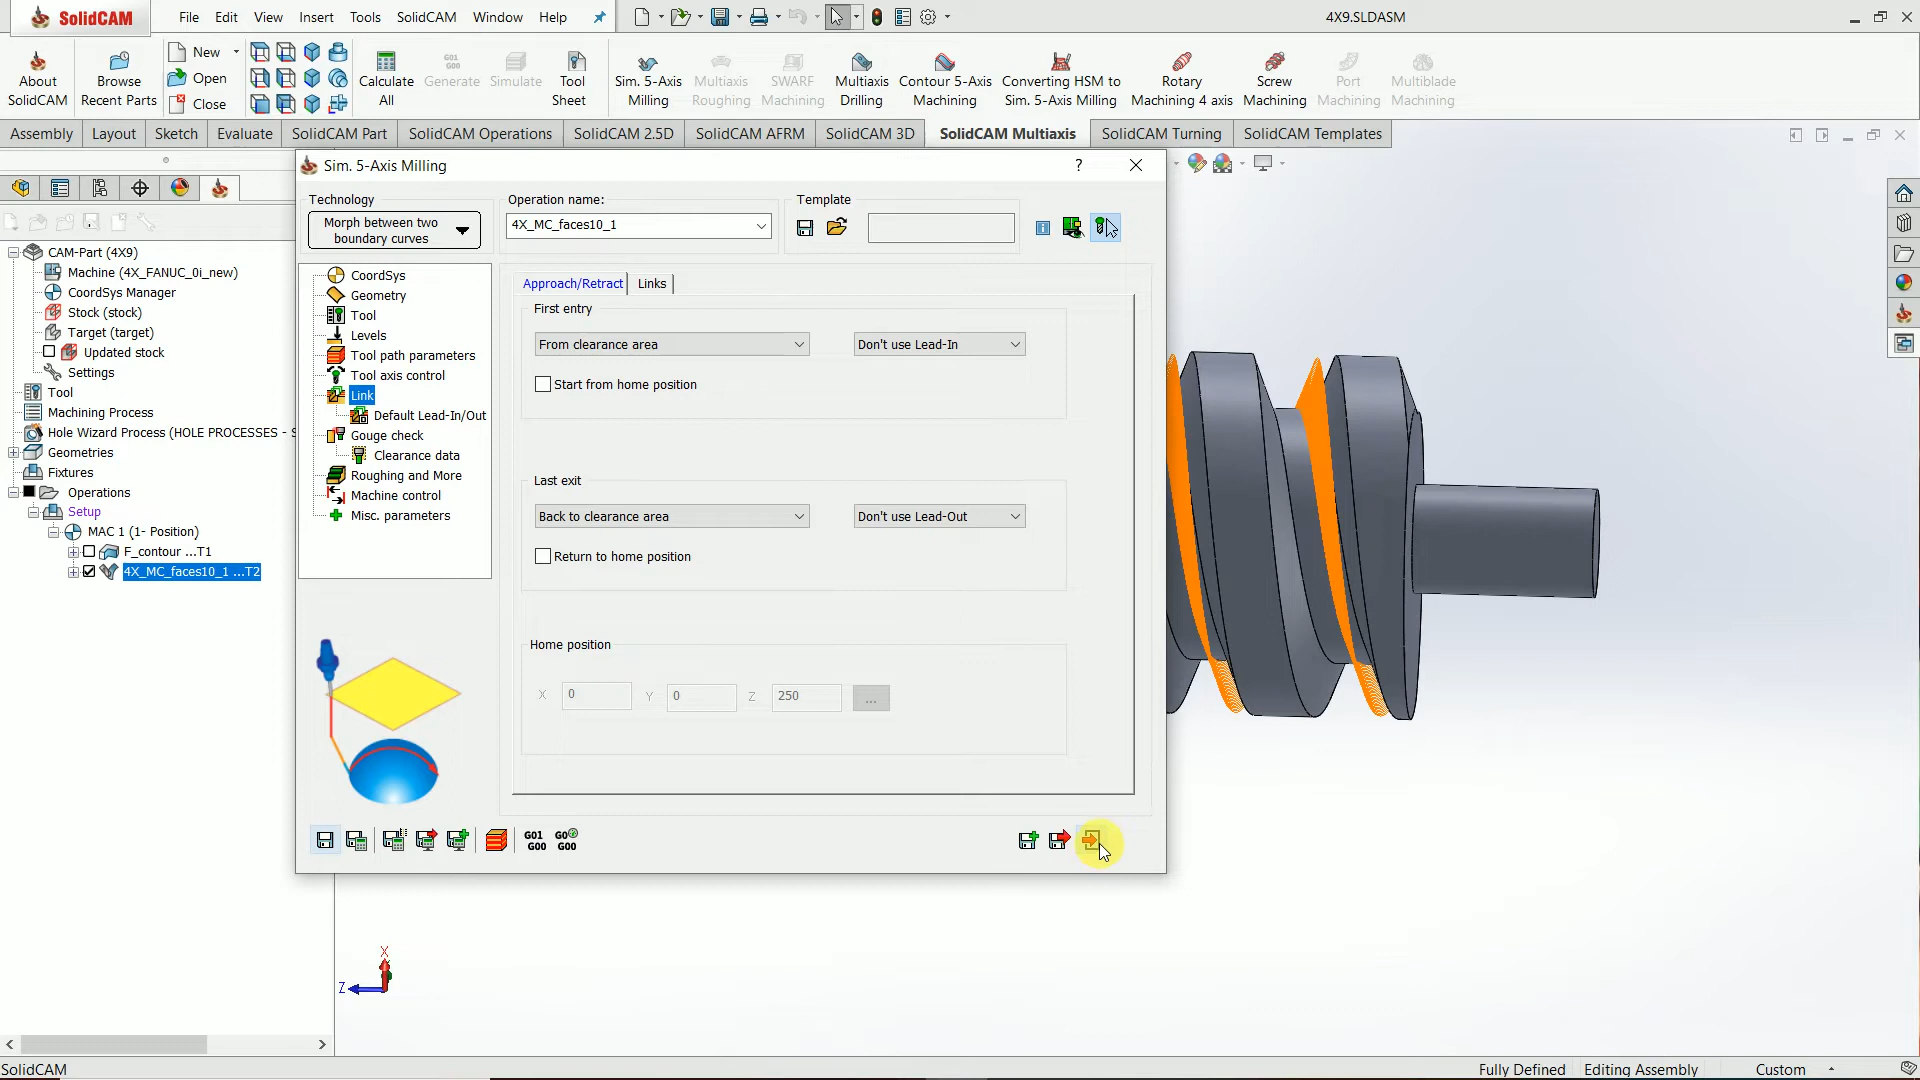 SolidCAM File Edit View Insert Tools SolidCAM Window Help 4X9.SLDASM
About SolidCAM
Browse Recent Parts
New
Open
Close
Calculate All
G01 G00
Generate
Simulate
Tool Sheet
Sim. 5-Axis Milling
Multiaxis Roughing
SWARF Machining
Multiaxis Drilling
Contour 5-Axis Machining
Converting HSM to Sim. 5-Axis Milling
Rotary Machining 4 axis
Screw Machining
Port Machining
Multiblade Machining
Assembly Layout Sketch Evaluate SolidCAM Part SolidCAM Operations SolidCAM 2.5D SolidCAM AFRM SolidCAM 3D SolidCAM Multiaxis SolidCAM Turning SolidCAM Templates
CAM-Part (4X9)
Machine (4X_FANUC_0i_new)
CoordSys Manager
Stock (stock)
Target (target)
Updated stock
Settings
Tool
Machining Process
Hole Wizard Process (HOLE PROCESSES - S
Geometries
Fixtures
Operations
Setup
MAC 1 (1- Position)
F_contour ...T1
4X_MC_faces10_1 ...T2
Sim. 5-Axis Milling ?
Technology
Morph between two
boundary curves
Operation name:
4X_MC_faces10_1
Template
CoordSys
Geometry
Tool
Levels
Tool path parameters
Tool axis control
Link
Default Lead-In/Out
Gouge check
Clearance data
Roughing and More
Machine control
Misc. parameters
Approach/Retract Links
First entry
From clearance area Don't use Lead-In
Start from home position
Last exit
Back to clearance area Don't use Lead-Out
Return to home position
Home position
X 0 Y 0 Z 250 ...
G01 G00
G0 G00
X
Z
SolidCAM Fully Defined Editing Assembly Custom